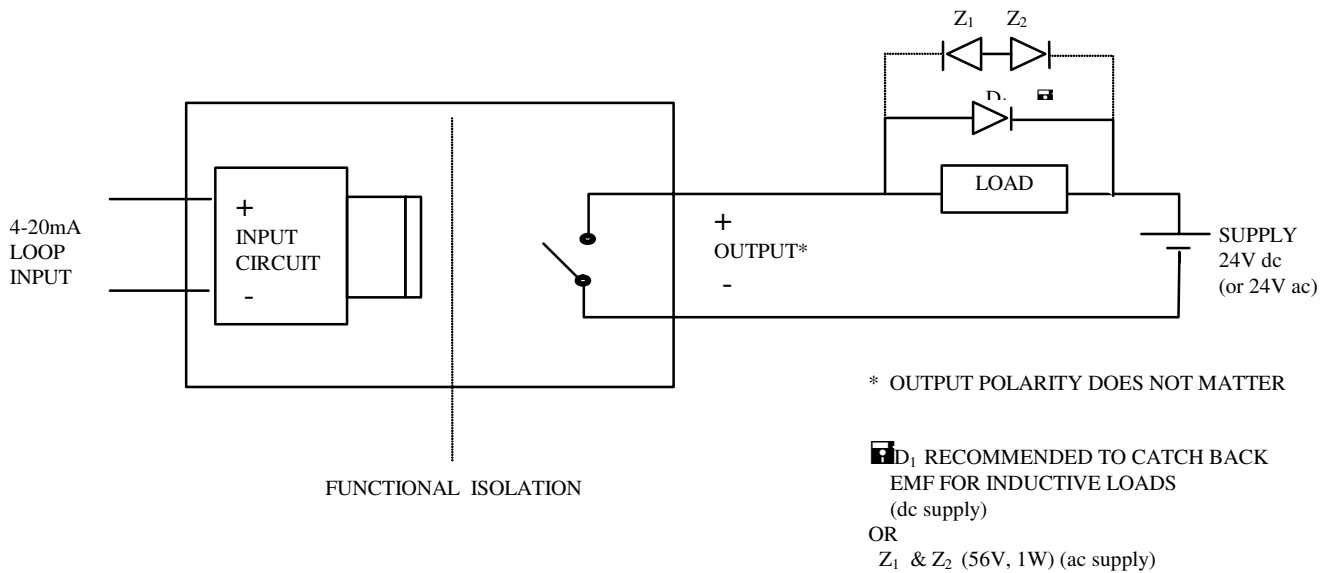 Z₁ Z₂
D₁
LOAD
4-20mA
LOOP
INPUT
+
INPUT
CIRCUIT
-
+
OUTPUT*
-
SUPPLY
24V dc
(or 24V ac)
* OUTPUT POLARITY DOES NOT MATTER
D₁ RECOMMENDED TO CATCH BACK
EMF FOR INDUCTIVE LOADS
(dc supply)
OR
Z₁ & Z₂ (56V, 1W) (ac supply)
FUNCTIONAL ISOLATION